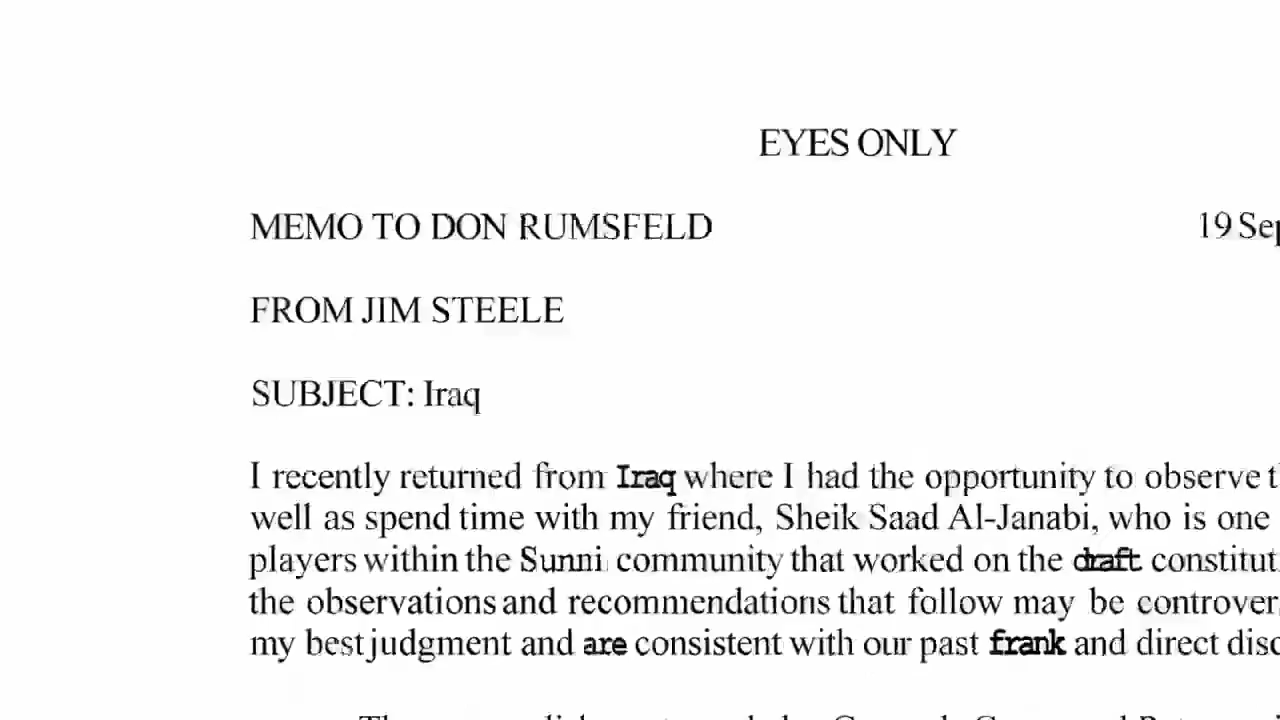 EYES ONLY
MEMO TO DON RUMSFELD 19 Sep
FROM JIM STEELE
SUBJECT: Iraq
I recently returned from Iraq where I had the opportunity to observe
well as spend time with my friend, Sheik Saad Al-Janabi, who is one
players within the Sunni community that worked on the draft constitut
the observations and recommendations that follow may be controver
my best judgment and are consistent with our past frank and direct disc